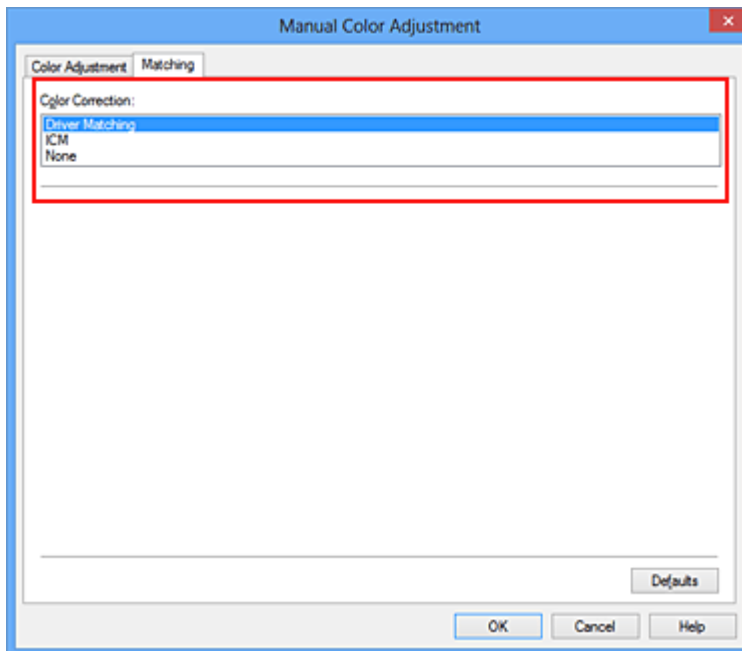 Manual Color Adjustment
Color Adjustment Matching
Color Correction:
Driver Matching
ICM
None
Defaults
OK Cancel Help